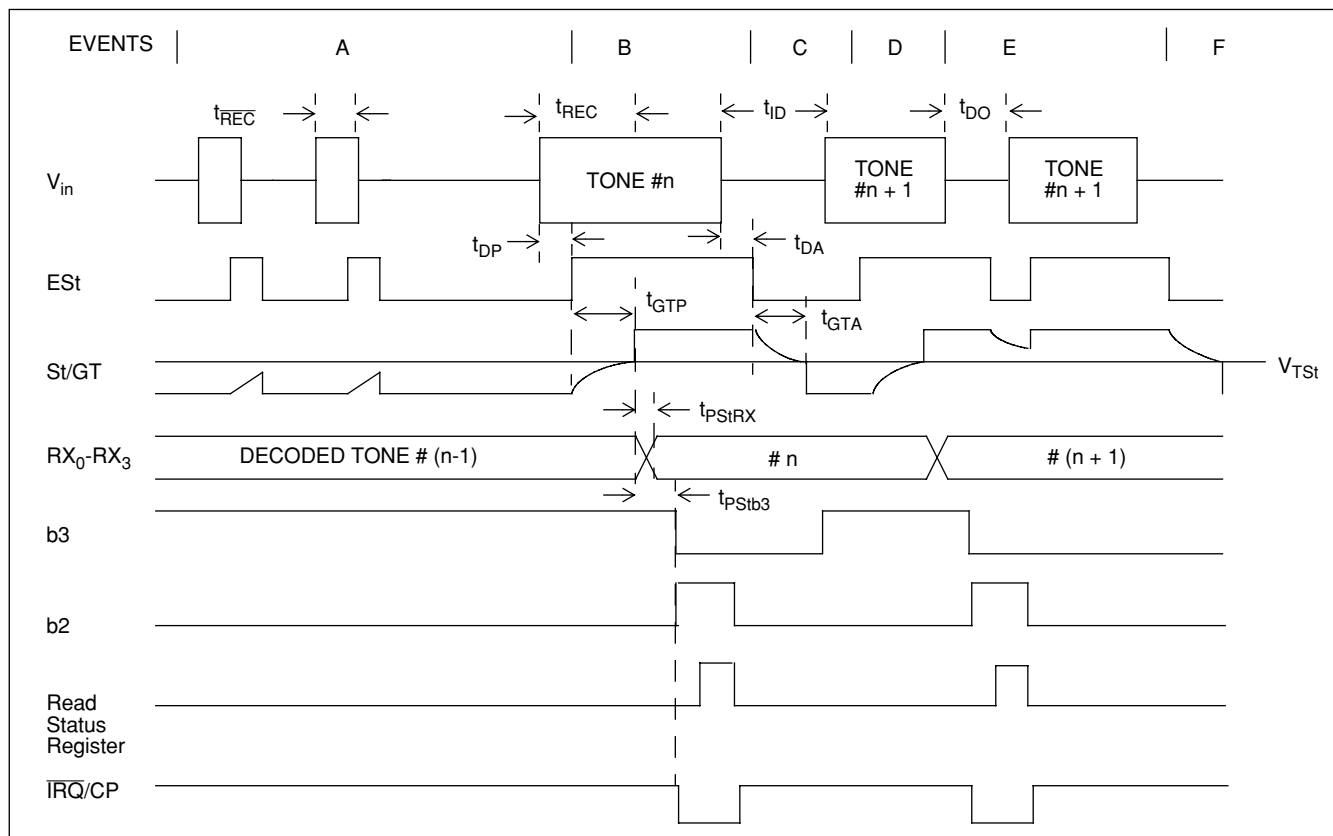 EVENTS A B C D E F
tREC tREC tID tDO
Vin TONE #n TONE #n + 1 TONE #n + 1
tDP tDA
ESt
tGTP tGTA
St/GT VTSt
tPStRX
RX0-RX3 DECODED TONE # (n-1) # n # (n + 1)
tPStb3
b3
b2
Read
Status
Register
IRQ/CP